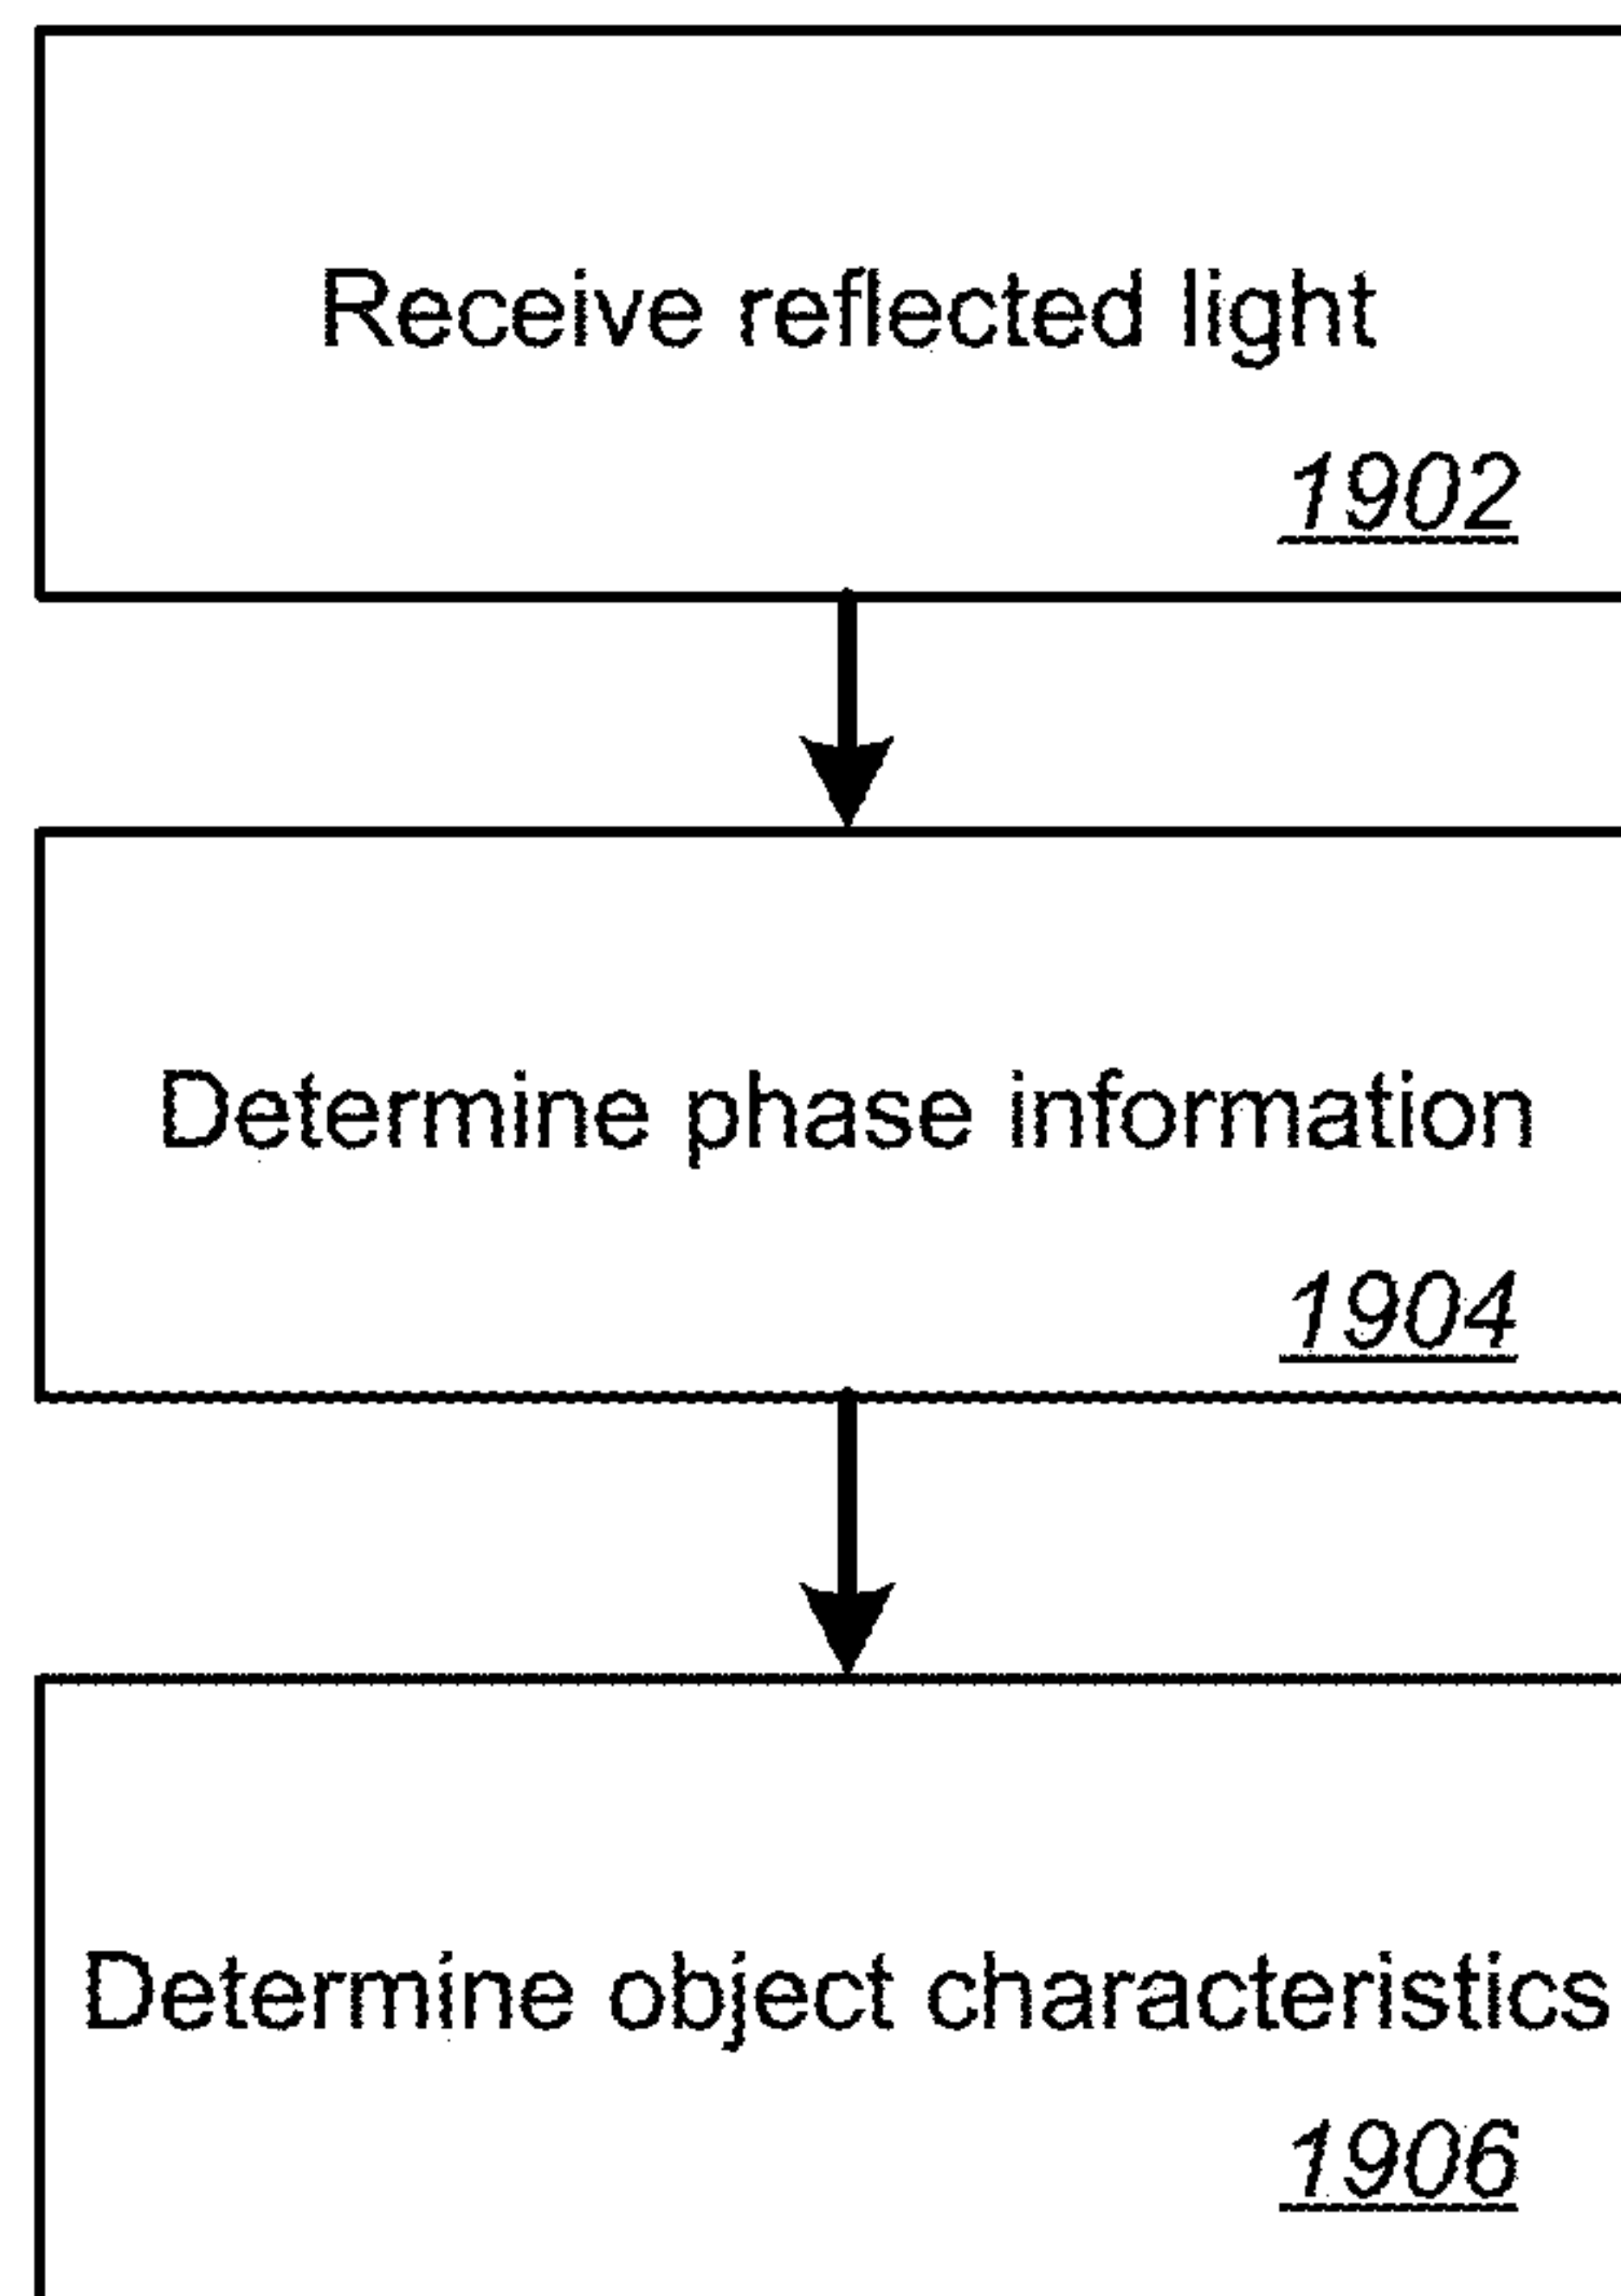 Receive reflected light
1902
Determine phase information
1904
Determine object characteristics
1906